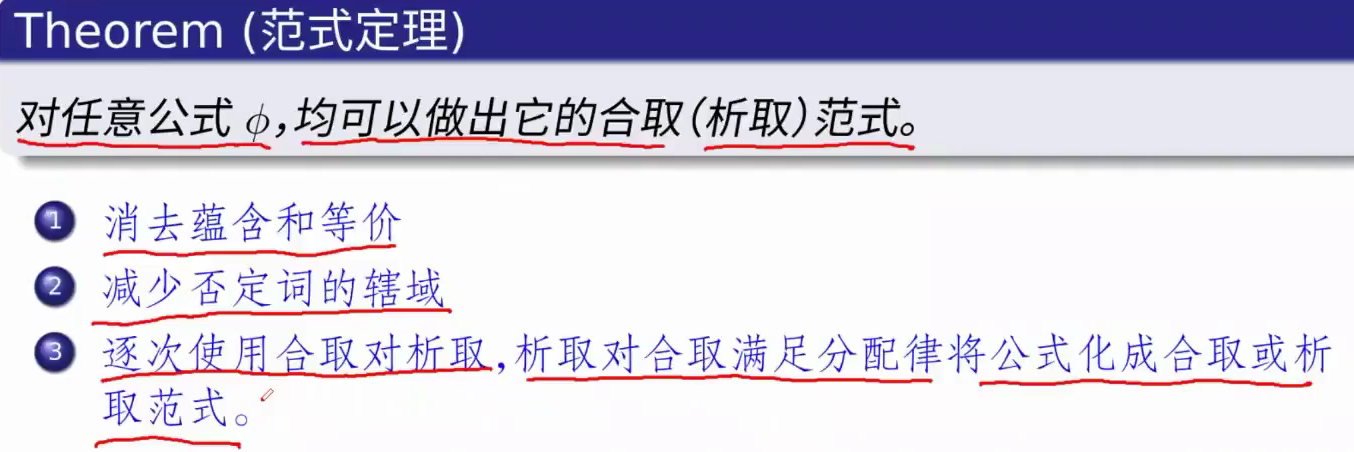 Theorem (范式定理)
对任意公式 ϕ,均可以做出它的合取(析取)范式。
1 消去蕴含和等价
2 减少否定词的辖域
3 逐次使用合取对析取,析取对合取满足分配律将公式化成合取或析
取范式。